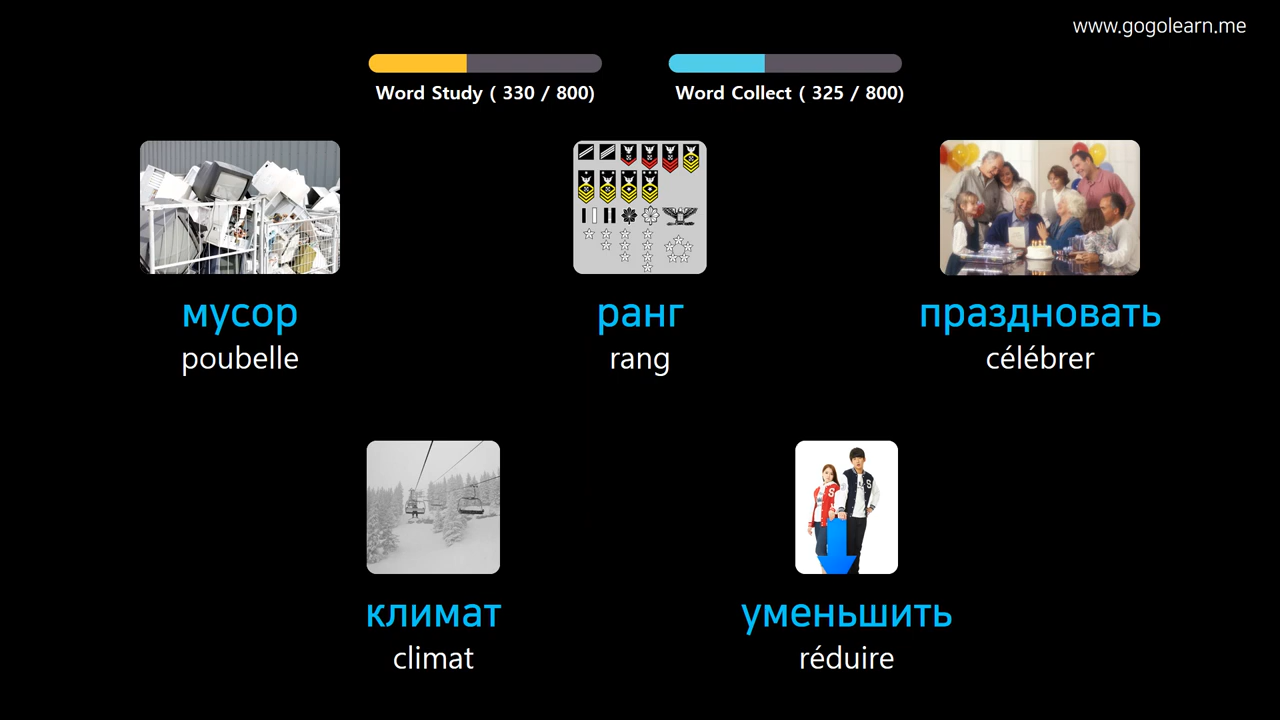 www.gogolearn.me
Word Study ( 330 / 800)
Word Collect ( 325 / 800)
мусор
poubelle
ранг
rang
праздновать
célébrer
климат
climat
уменьшить
réduire